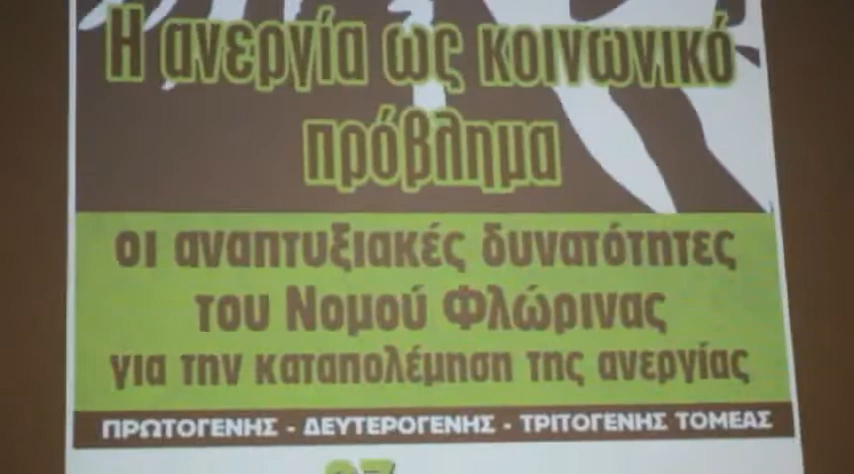 Η ανεργία ως κοινωνικό
πρόβλημα
οι αναπτυξιακές δυνατότητες
του Νομού Φλώρινας
για την καταπολέμηση της ανεργίας
ΠΡΩΤΟΓΕΝΗΣ - ΔΕΥΤΕΡΟΓΕΝΗΣ - ΤΡΙΤΟΓΕΝΗΣ ΤΟΜΕΑΣ